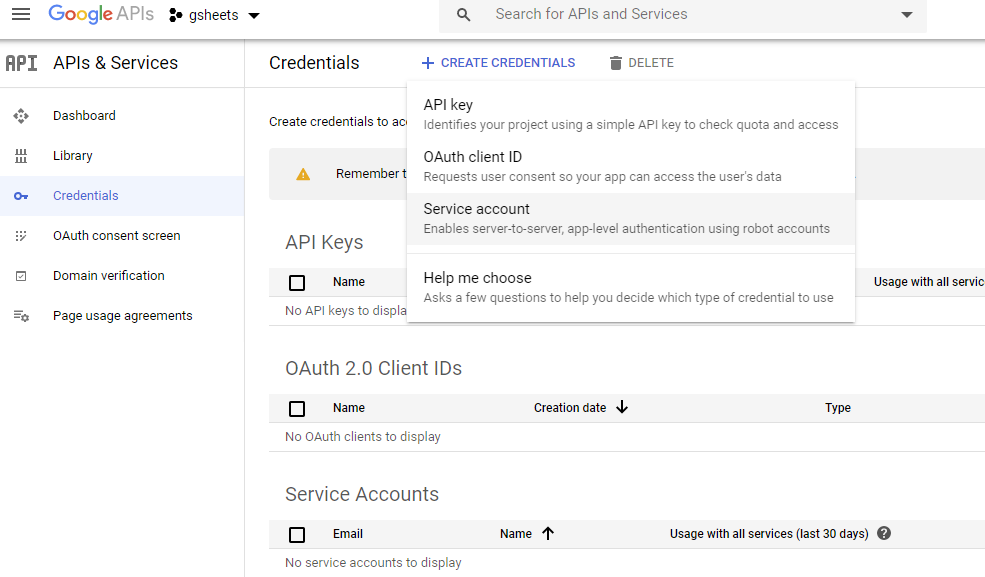 Google APIs gsheets Search for APIs and Services
API APIs & Services
Credentials + CREATE CREDENTIALS DELETE
Dashboard
Library
Credentials
OAuth consent screen
Domain verification
Page usage agreements
Create credentials to acc
Remember t
API key
Identifies your project using a simple API key to check quota and access
OAuth client ID
Requests user consent so your app can access the user's data
Service account
Enables server-to-server, app-level authentication using robot accounts
Help me choose
Asks a few questions to help you decide which type of credential to use
API Keys
Name Usage with all servic
No API keys to displa
OAuth 2.0 Client IDs
Name Creation date Type
No OAuth clients to display
Service Accounts
Email Name Usage with all services (last 30 days) ?
No service accounts to display